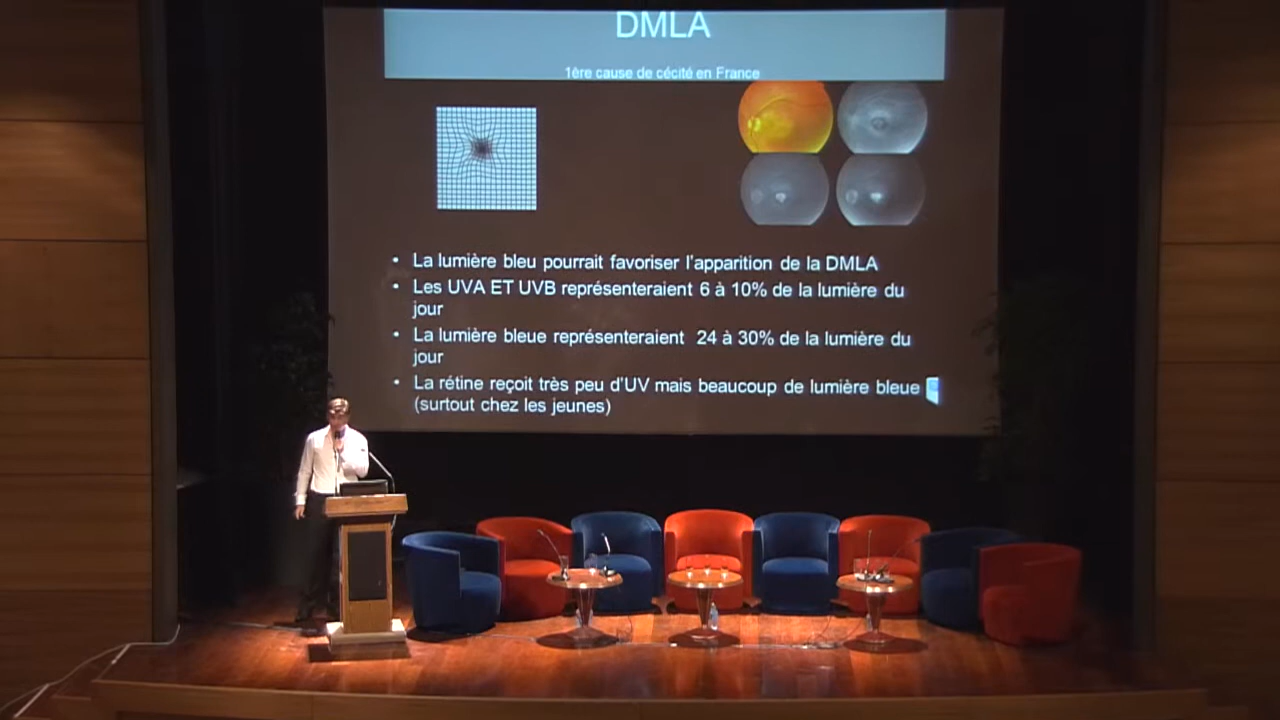 DMLA
1ère cause de cécité en France
• La lumière bleu pourrait favoriser l'apparition de la DMLA
• Les UVA ET UVB représenteraient 6 à 10% de la lumière du
jour
• La lumière bleue représenteraient 24 à 30% de la lumière du
jour
• La rétine reçoit très peu d'UV mais beaucoup de lumière bleue
(surtout chez les jeunes)